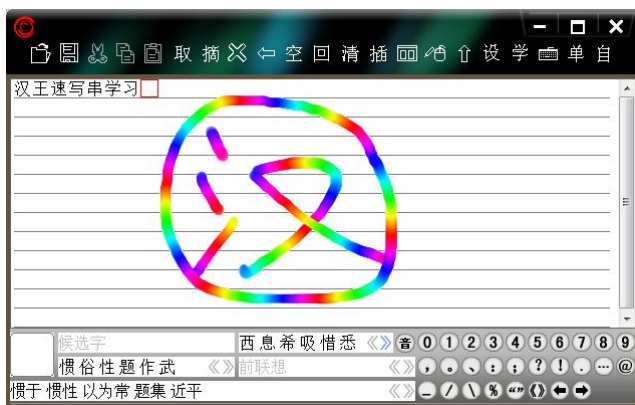 取 摘 空 回 清 插 设 学 单 自
汉王速写串学习
汉
候选字 西息希吸惜悉 《》 音 0 1 2 3 4 5 6 7 8 9
惯俗性题作武 《》 前联想 《》 , 。 、 : ; ? ! . … @
惯于 惯性 以为常 题集 近平 《》 _ / \ % “” 《》